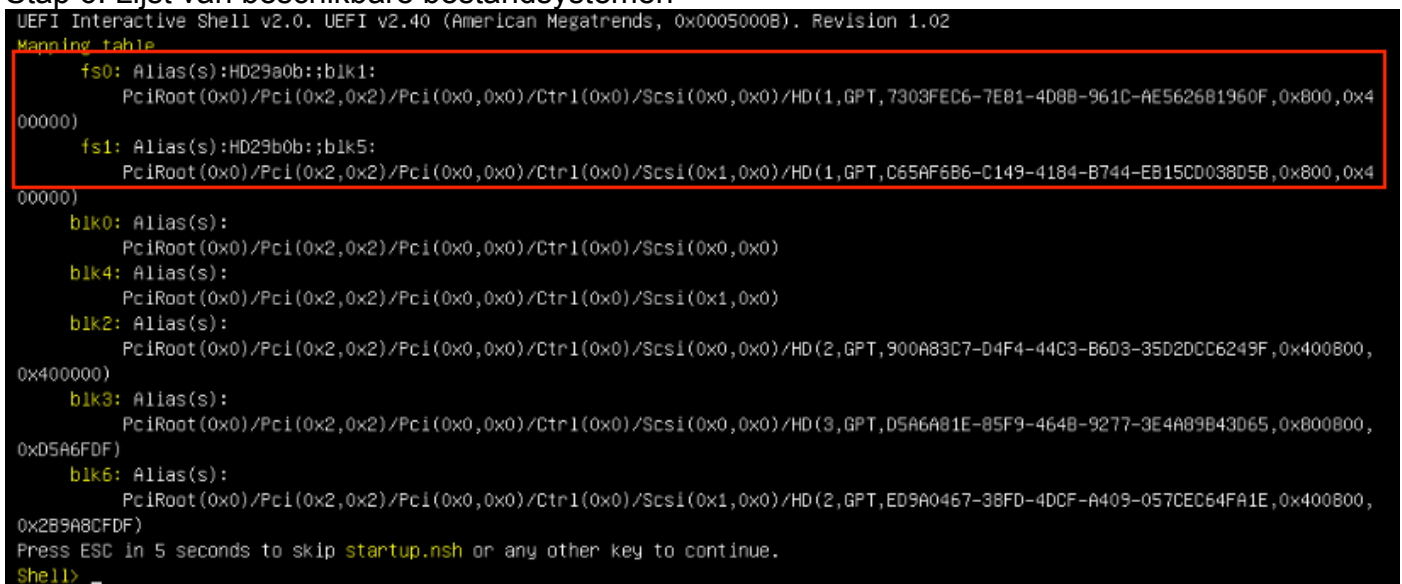 Stap 6. Lijst van beschikbare bestandsystemen
UEFI Interactive Shell v2.0. UEFI v2.40 (American Megatrends, 0x0005000B). Revision 1.02
Mapping table
fs0: Alias(s):HD29a0b:;blk1:
PciRoot(0x0)/Pci(0x2,0x2)/Pci(0x0,0x0)/Ctrl(0x0)/Scsi(0x0,0x0)/HD(1,GPT,7303FEC6-7E81-4D8B-961C-AE562681960F,0x800,0x4
00000)
fs1: Alias(s):HD29b0b:;blk5:
PciRoot(0x0)/Pci(0x2,0x2)/Pci(0x0,0x0)/Ctrl(0x0)/Scsi(0x1,0x0)/HD(1,GPT,C65AF6B6-C149-4184-B744-EB15CD038D5B,0x800,0x4
00000)
blk0: Alias(s):
PciRoot(0x0)/Pci(0x2,0x2)/Pci(0x0,0x0)/Ctrl(0x0)/Scsi(0x0,0x0)
blk4: Alias(s):
PciRoot(0x0)/Pci(0x2,0x2)/Pci(0x0,0x0)/Ctrl(0x0)/Scsi(0x1,0x0)
blk2: Alias(s):
PciRoot(0x0)/Pci(0x2,0x2)/Pci(0x0,0x0)/Ctrl(0x0)/Scsi(0x0,0x0)/HD(2,GPT,900A83C7-D4F4-44C3-B6D3-35D2DCC6249F,0x400800,
0x400000)
blk3: Alias(s):
PciRoot(0x0)/Pci(0x2,0x2)/Pci(0x0,0x0)/Ctrl(0x0)/Scsi(0x0,0x0)/HD(3,GPT,D5A6A81E-85F9-464B-9277-3E4A89B43D65,0x800800,
0xD5A6FDF)
blk6: Alias(s):
PciRoot(0x0)/Pci(0x2,0x2)/Pci(0x0,0x0)/Ctrl(0x0)/Scsi(0x1,0x0)/HD(2,GPT,ED9A0467-38FD-4DCF-A409-057CEC64FA1E,0x400800,
0x2B9A8CFDF)
Press ESC in 5 seconds to skip startup.nsh or any other key to continue.
Shell> _